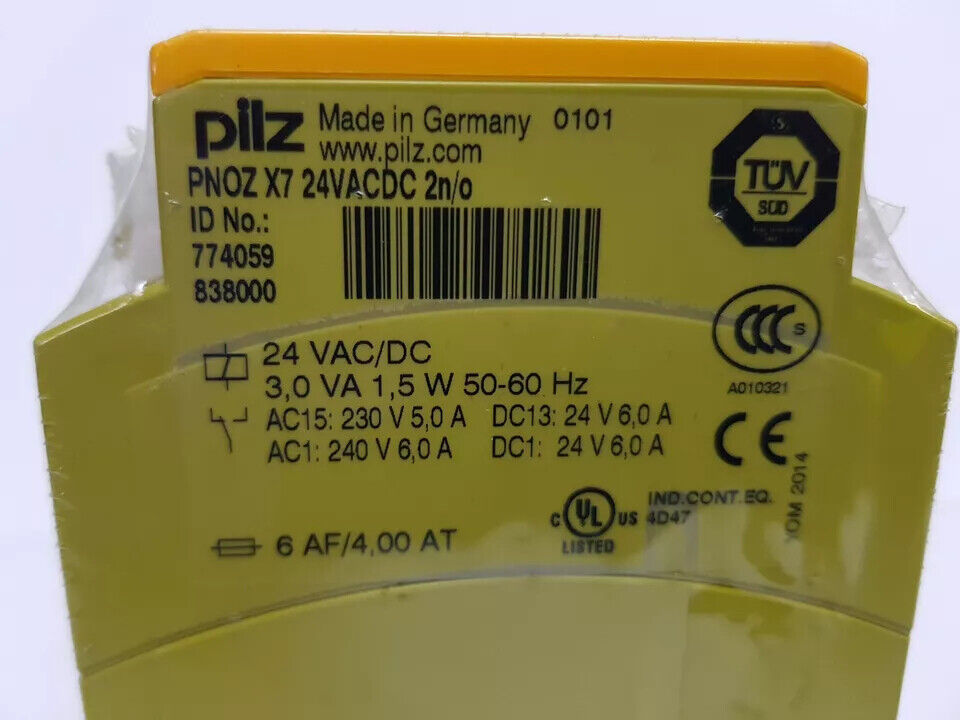 pilz Made in Germany 0101
www.pilz.com
PNOZ X7 24VACDC 2n/o
ID No.:
774059
838000
TÜV
SÜD
CCC S
A010321
24 VAC/DC
3,0 VA 1,5 W 50-60 Hz
AC15: 230 V 5,0 A DC13: 24 V 6,0 A
AC1: 240 V 6,0 A DC1: 24 V 6,0 A
CE
YOM 2014
C UL US IND.CONT.EQ.
4D47
LISTED
6 AF/4,00 AT